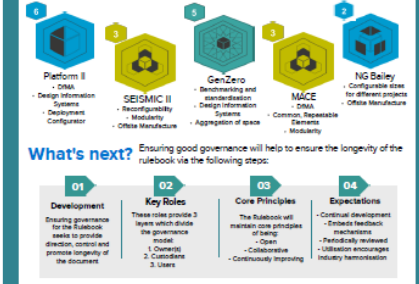 6
3
5
3
2
Platform II
- DfMA
- Design Information
Systems
- Deployment
Configurator
SEISMIC II
- Reconfigurability
- Modularity
- Offsite Manufacture
GenZero
- Benchmarking and
standardisation
- Design Information
Systems
- Aggregation of space
MACE
- DfMA
- Common, Repeatable
Elements
- Modularity
NG Bailey
- Configurable sizes
for different projects
- Offsite Manufacture
What's next?
Ensuring good governance will help to ensure the longevity of the
rulebook via the following steps:
01
Development
Ensuring governance
for the Rulebook
seeks to provide
direction, control and
promote longevity of
the document
02
Key Roles
These roles provide 3
layers which divide
the governance
model:
1. Owner(s)
2. Custodians
3. Users
03
Core Principles
The Rulebook will
maintain core principles
of being:
- Open
- Collaborative
- Continuously Improving
04
Expectations
- Continual development
- Embeds feedback
mechanisms
- Periodically reviewed
- Utilisation encourages
industry harmonisation